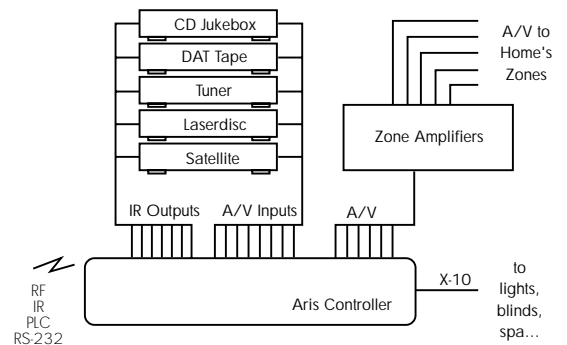 CD Jukebox
DAT Tape
Tuner
Laserdisc
Satellite
A/V to
Home's
Zones
Zone Amplifiers
IR Outputs
A/V Inputs
A/V
RF
IR
PLC
RS-232
Aris Controller
X-10
to
lights,
blinds,
spa...